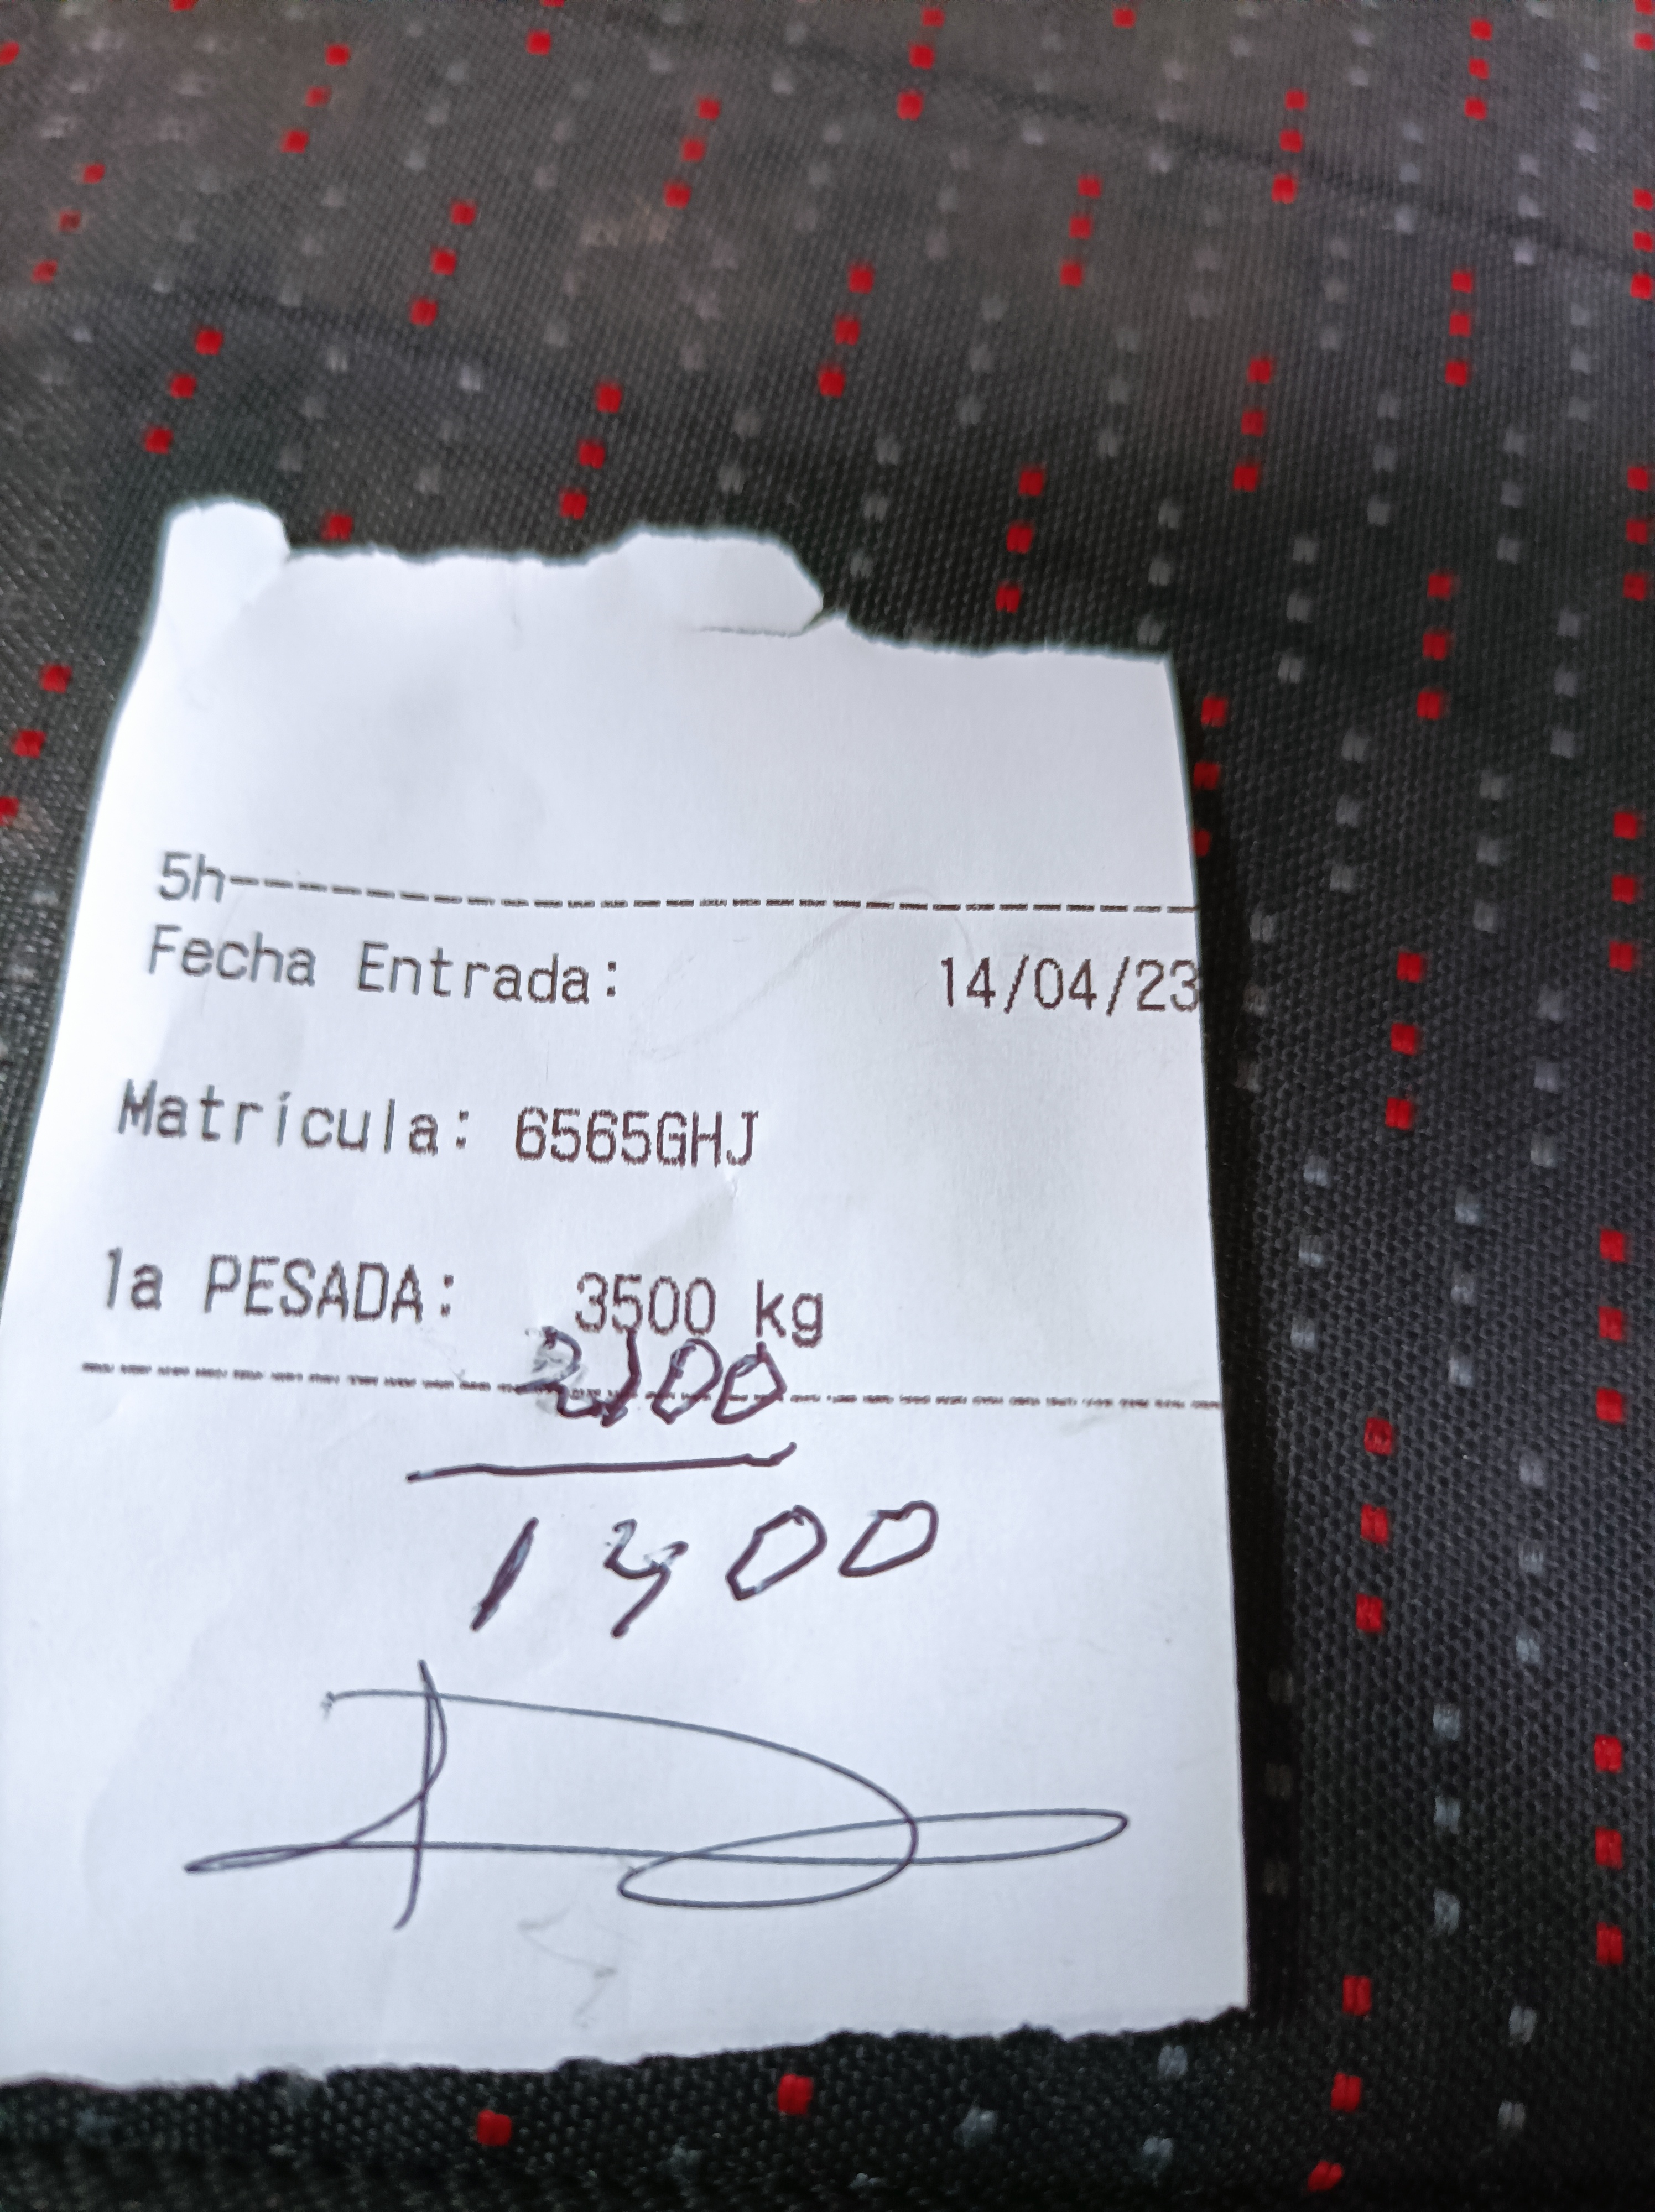 5h------------------------------
Fecha Entrada: 14/04/23
Matrícula: 6565GHJ
1a PESADA: 3500 kg
2100
1400